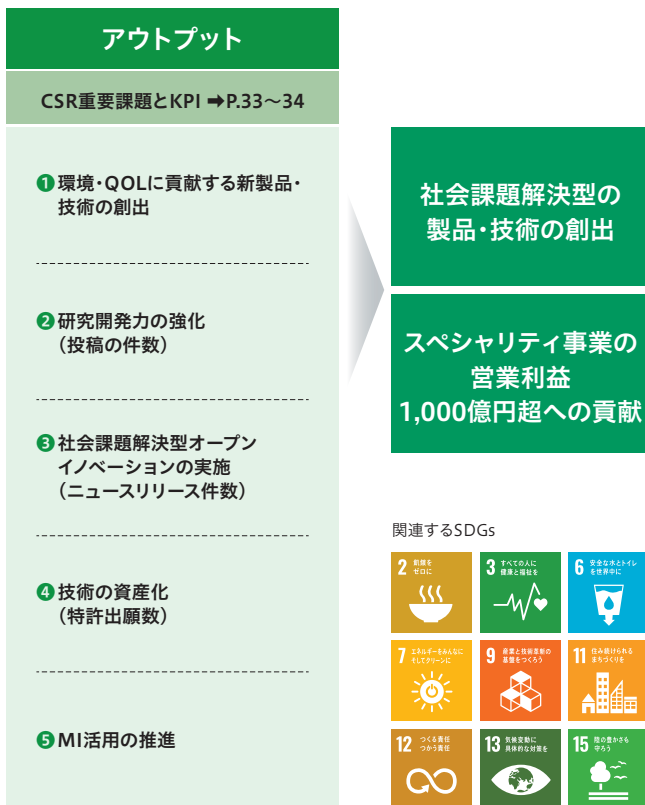 アウトプット
CSR重要課題とKPI ➡P.33〜34
❶環境・QOLに貢献する新製品・
技術の創出
❷研究開発力の強化
（投稿の件数）
❸社会課題解決型オープン
イノベーションの実施
（ニュースリリース件数）
❹技術の資産化
（特許出願数）
❺MI活用の推進
社会課題解決型の
製品・技術の創出
スペシャリティ事業の
営業利益
1,000億円超への貢献
関連するSDGs
2 飢餓を
ゼロに
3 すべての人に
健康と福祉を
6 安全な水とトイレ
を世界中に
7 エネルギーをみんなに
そしてクリーンに
9 産業と技術革新の
基盤をつくろう
11 住み続けられる
まちづくりを
12 つくる責任
つかう責任
13 気候変動に
具体的な対策を
15 陸の豊かさも
守ろう